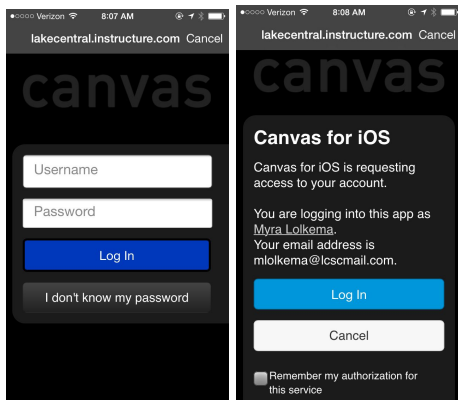 Verizon 8:07 AM
lakecentral.instructure.com Cancel
canvas
Username
Password
Log In
I don't know my password
Verizon 8:08 AM
lakecentral.instructure.com Cancel
canvas
Canvas for iOS
Canvas for iOS is requesting
access to your account.
You are logging into this app as
Myra Lolkema.
Your email address is
mlolkema@lcscmail.com.
Log In
Cancel
Remember my authorization for
this service